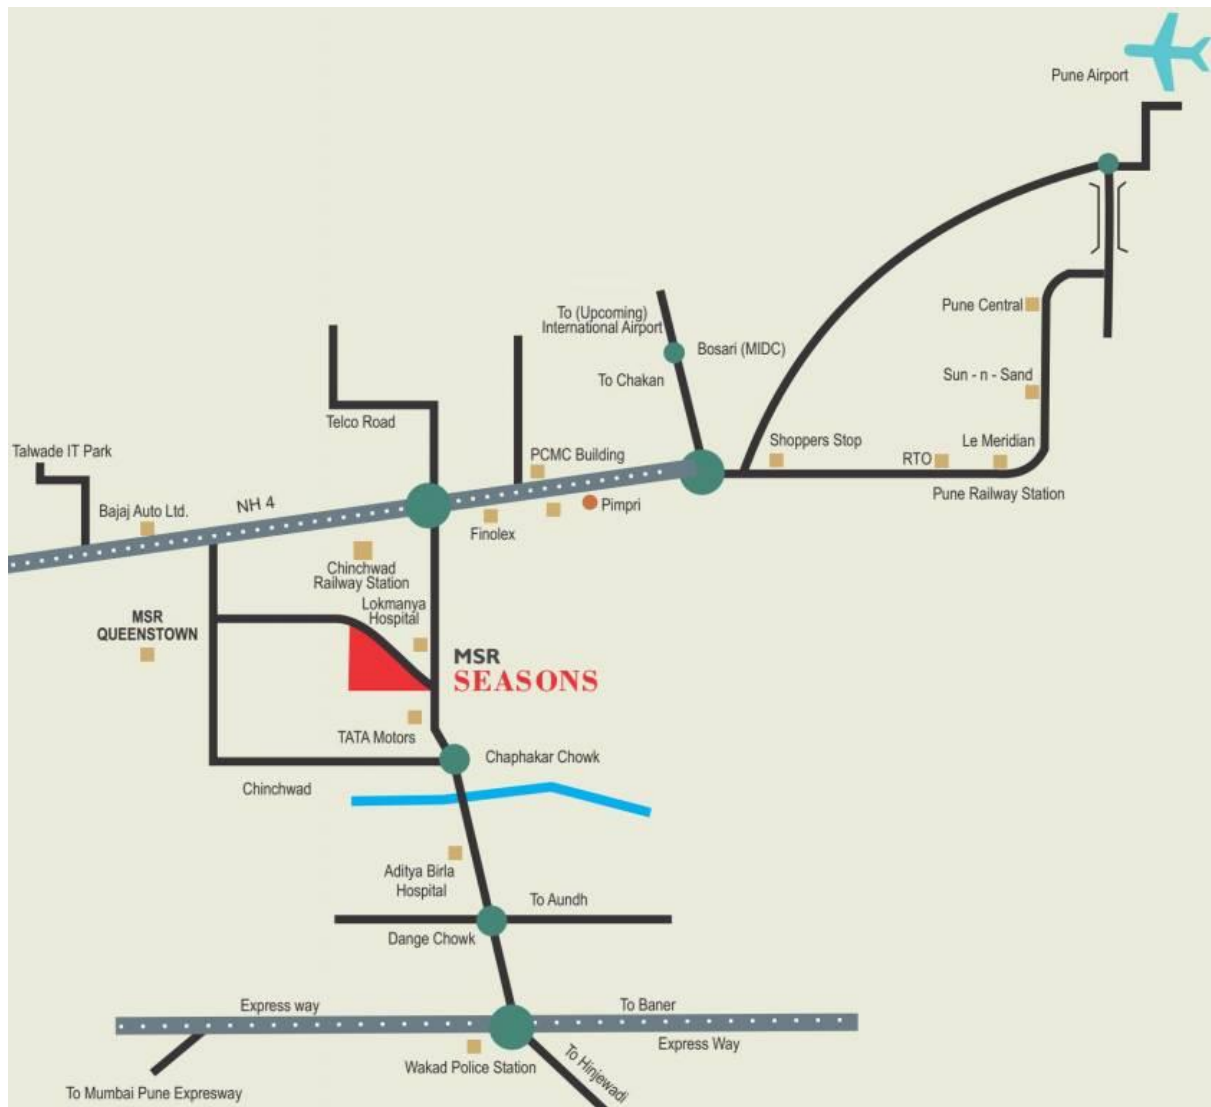 Pune Airport
To (Upcoming)
International Airport
Pune Central
Bosari (MIDC)
To Chakan
Sun - n - Sand
Telco Road
Shoppers Stop
Le Meridian
Talwade IT Park
PCMC Building
RTO
Pune Railway Station
NH 4
Bajaj Auto Ltd.
Pimpri
Finolex
Chinchwad
Railway Station
Lokmanya
Hospital
MSR
QUEENSTOWN
MSR
SEASONS
TATA Motors
Chaphakar Chowk
Chinchwad
Aditya Birla
Hospital
To Aundh
Dange Chowk
Express way
To Baner
Express Way
Wakad Police Station
To Hinjewadi
To Mumbai Pune Expresway